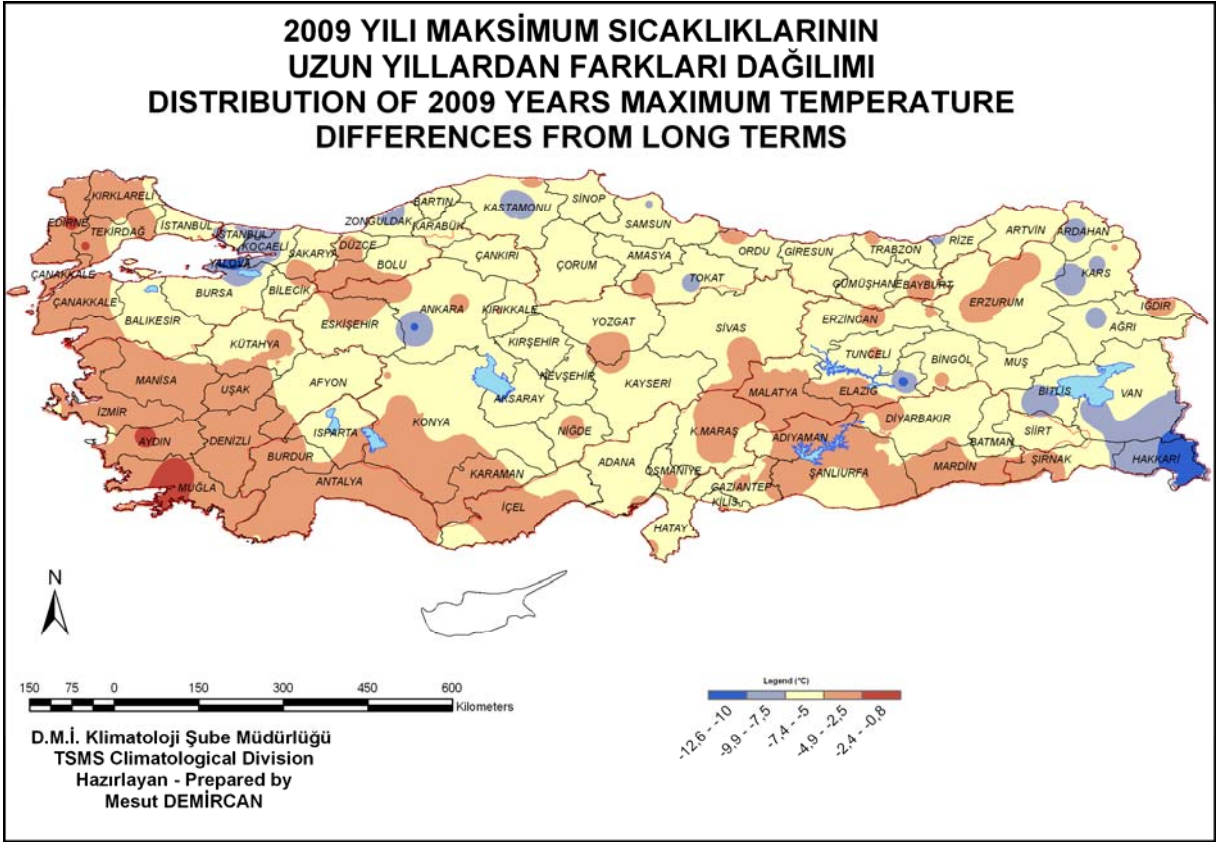 2009 YILI MAKSİMUM SICAKLIKLARININ
UZUN YILLARDAN FARKLARI DAĞILIMI
DISTRIBUTION OF 2009 YEARS MAXIMUM TEMPERATURE
DIFFERENCES FROM LONG TERMS
KIRKLARELİ
EDİRNE
TEKİRDAĞ
İSTANBUL
İSTANBUL
KOCAELİ
YALOVA
SAKARYA
DÜZCE
ZONGULDAK
BARTIN
KARABÜK
KASTAMONU
SİNOP
SAMSUN
ORDU
GİRESUN
TRABZON
RİZE
ARTVİN
ARDAHAN
ÇANAKKALE
ÇANAKKALE
BALIKESİR
BURSA
BİLECİK
BOLU
ÇANKIRI
ÇORUM
AMASYA
TOKAT
GÜMÜŞHANE
BAYBURT
ERZURUM
KARS
IĞDIR
AĞRI
KÜTAHYA
ESKİŞEHİR
ANKARA
KIRIKKALE
YOZGAT
SİVAS
ERZİNCAN
TUNCELİ
BİNGÖL
MUŞ
MANİSA
UŞAK
AFYON
KIRŞEHİR
NEVŞEHİR
AKSARAY
KAYSERİ
MALATYA
ELAZIĞ
DİYARBAKIR
BİTLİS
VAN
İZMİR
AYDIN
DENİZLİ
BURDUR
ISPARTA
KONYA
NİĞDE
K.MARAŞ
ADIYAMAN
BATMAN
SİİRT
ŞIRNAK
HAKKARİ
MUĞLA
ANTALYA
KARAMAN
İÇEL
ADANA
OSMANİYE
GAZİANTEP
KİLİS
ŞANLIURFA
MARDİN
HATAY
N
150 75 0 150 300 450 600
Kilometers
Legend (°C)
-12,6 - -10
-9,9 - -7,5
-7,4 - -5
-4,9 - -2,5
-2,4 - -0,8
D.M.İ. Klimatoloji Şube Müdürlüğü
TSMS Climatological Division
Hazırlayan - Prepared by
Mesut DEMİRCAN